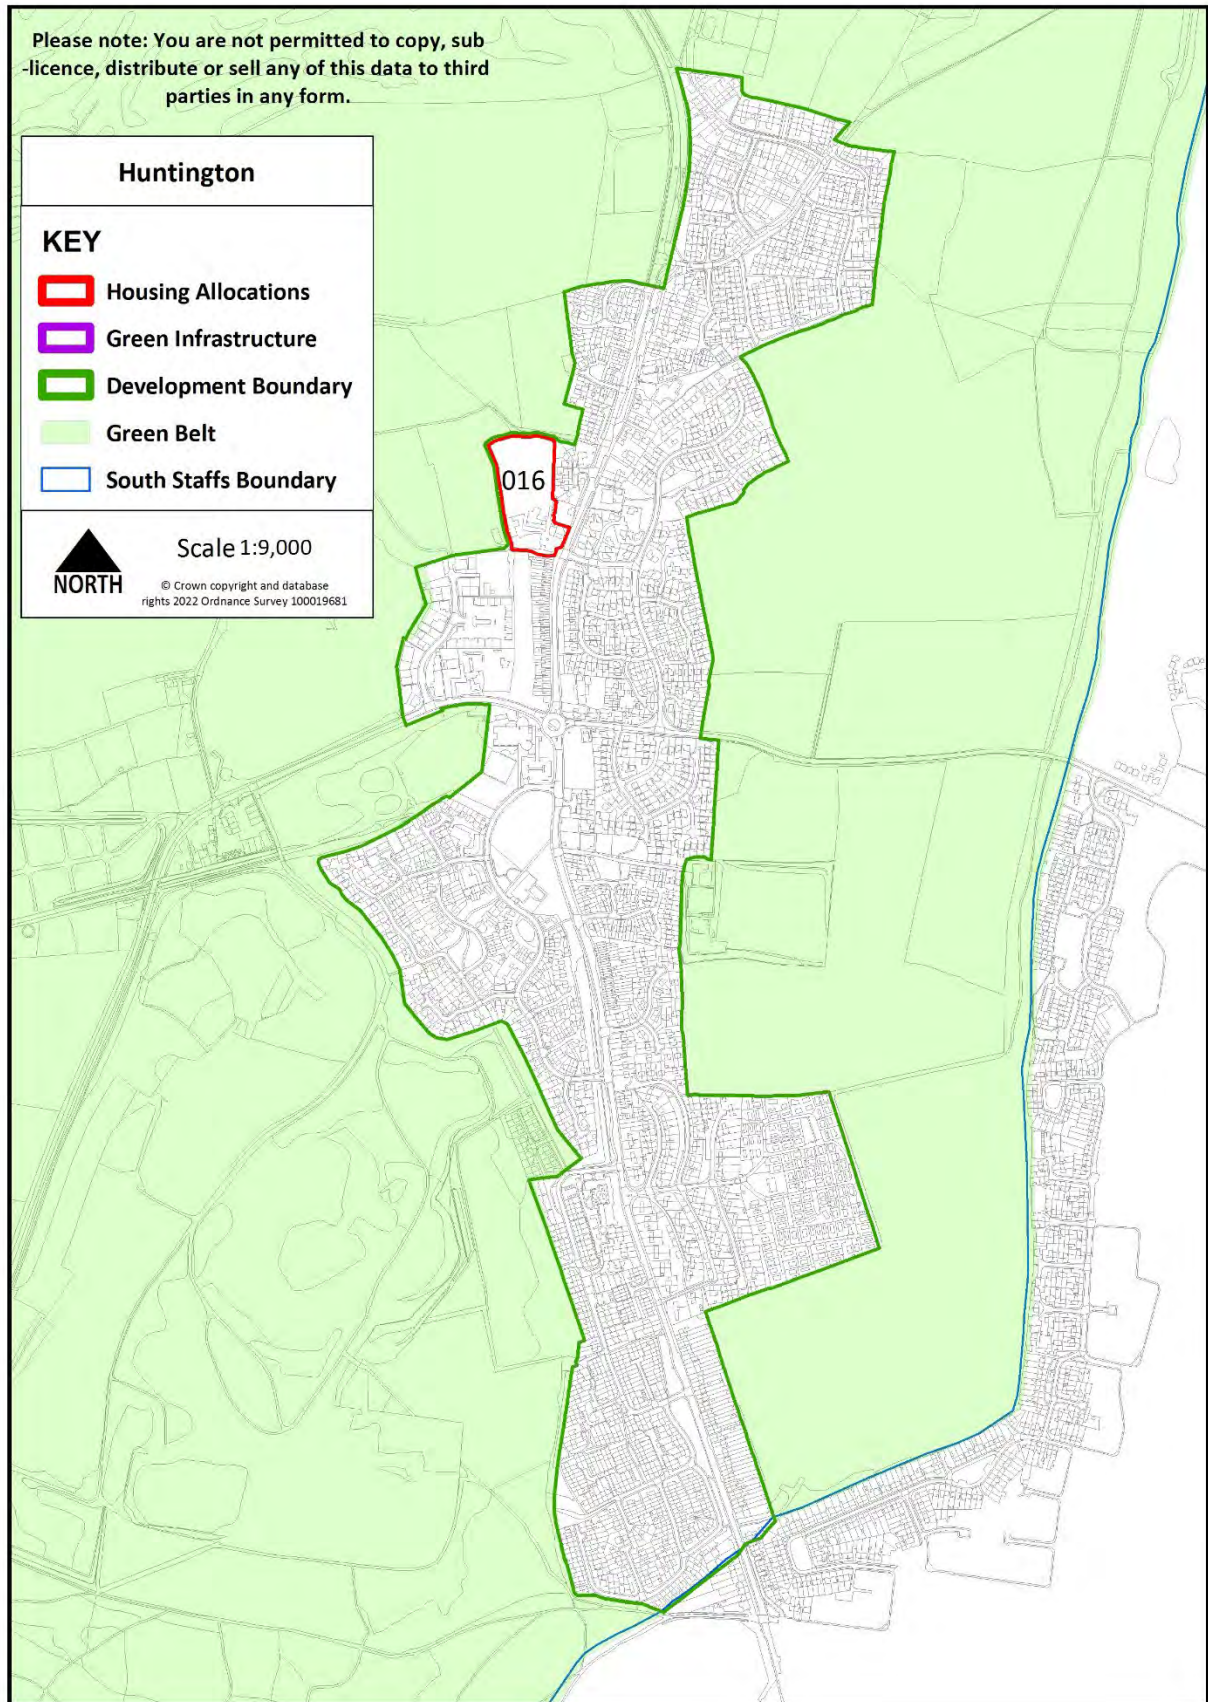 Please note: You are not permitted to copy, sub
-licence, distribute or sell any of this data to third
parties in any form.
Huntington
KEY
Housing Allocations
Green Infrastructure
Development Boundary
Green Belt
South Staffs Boundary
NORTH
Scale 1:9,000
© Crown copyright and database
rights 2022 Ordnance Survey 100019681
016